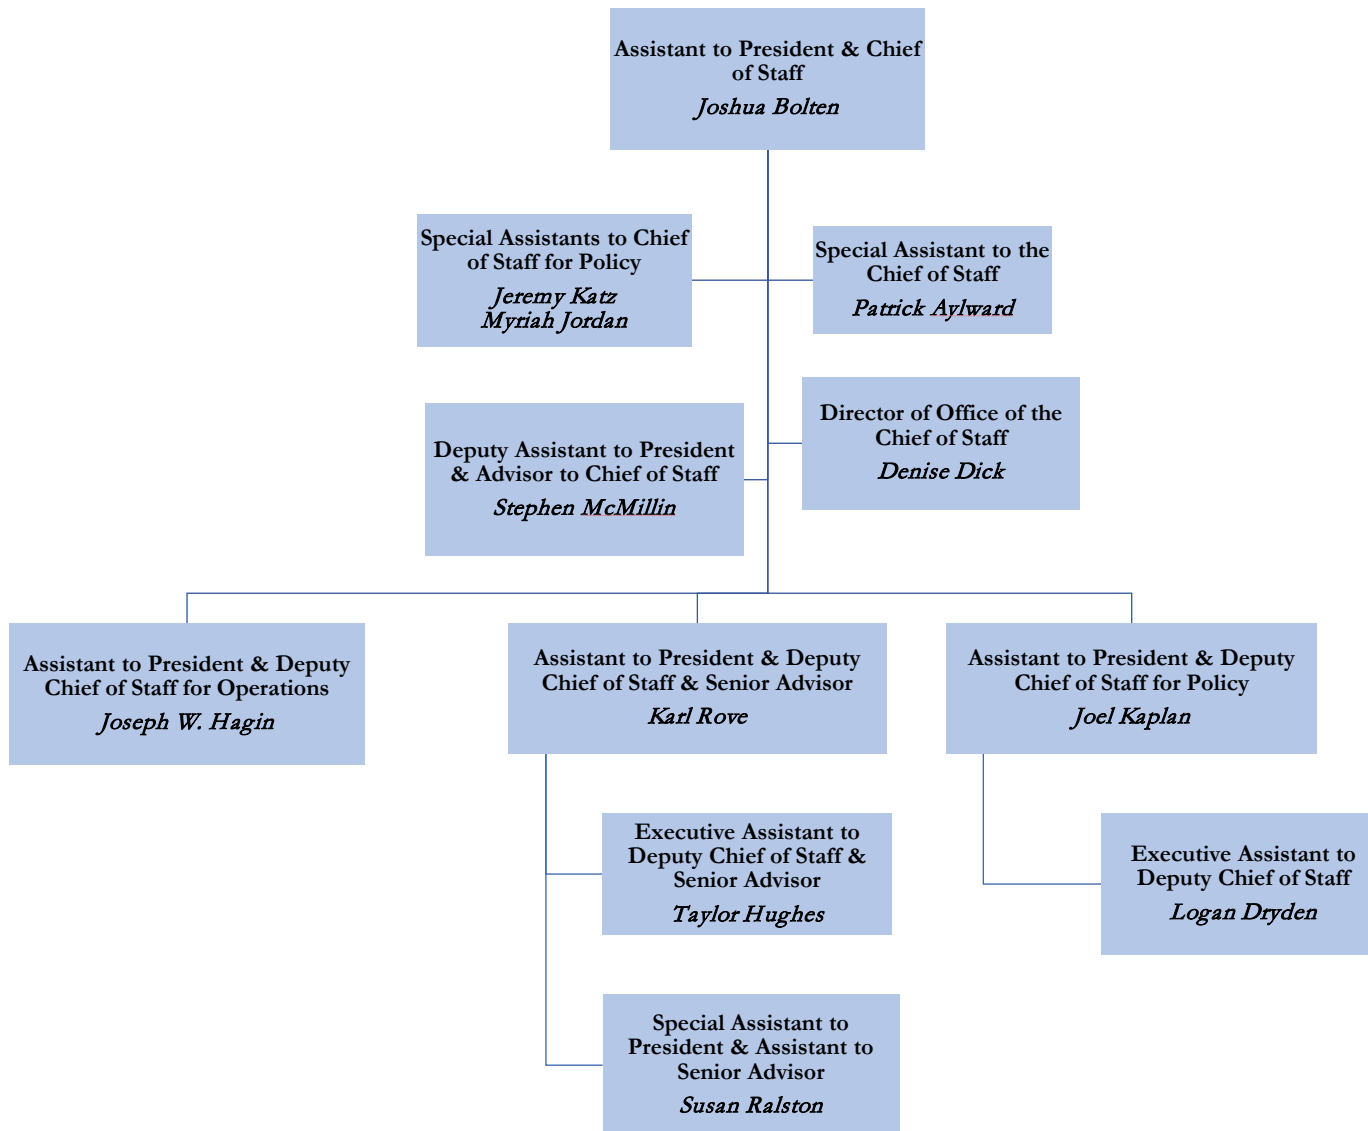 Assistant to President & Chief
of Staff
Joshua Bolten
Special Assistants to Chief
of Staff for Policy
Jeremy Katz
Myriah Jordan
Special Assistant to the
Chief of Staff
Patrick Aylward
Deputy Assistant to President
& Advisor to Chief of Staff
Stephen McMillin
Director of Office of the
Chief of Staff
Denise Dick
Assistant to President & Deputy
Chief of Staff for Operations
Joseph W. Hagin
Assistant to President & Deputy
Chief of Staff & Senior Advisor
Karl Rove
Assistant to President & Deputy
Chief of Staff for Policy
Joel Kaplan
Executive Assistant to
Deputy Chief of Staff &
Senior Advisor
Taylor Hughes
Executive Assistant to
Deputy Chief of Staff
Logan Dryden
Special Assistant to
President & Assistant to
Senior Advisor
Susan Ralston